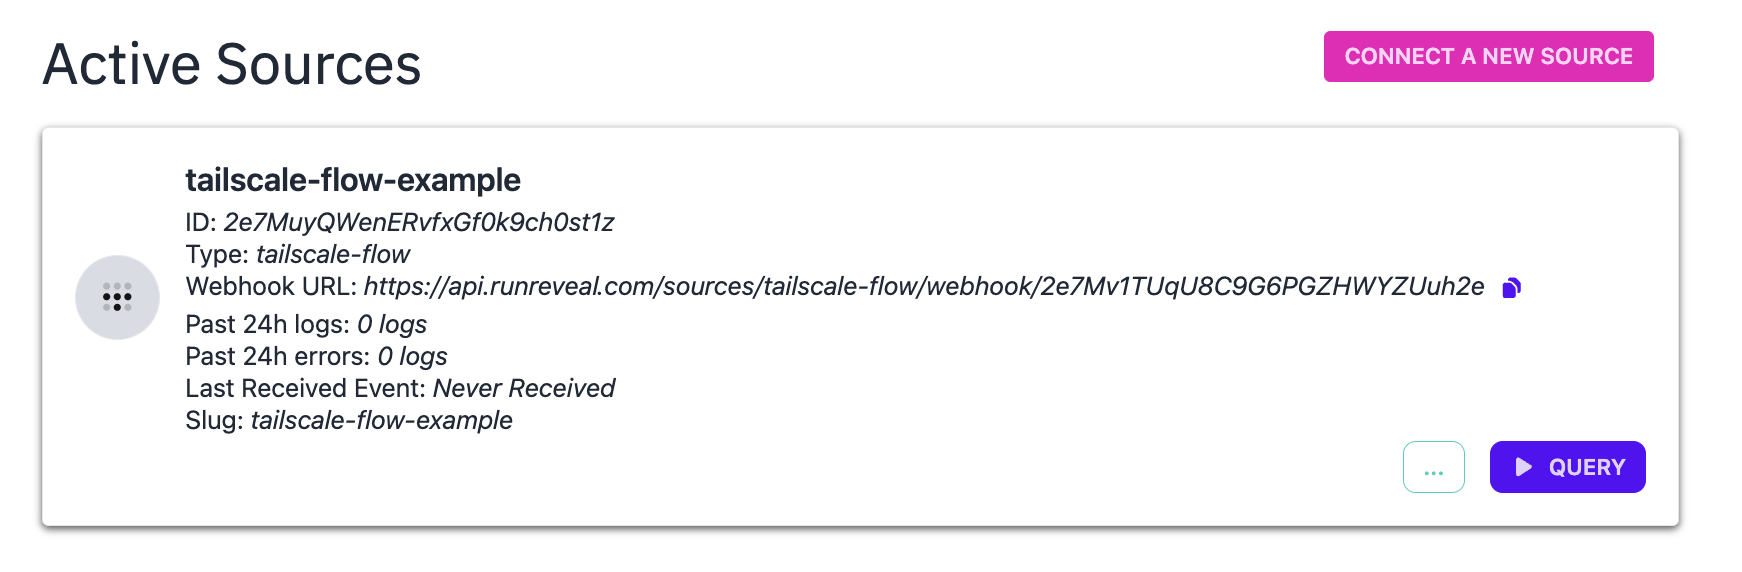 Active Sources
CONNECT A NEW SOURCE
tailscale-flow-example
ID: 2e7MuyQWenERvfxGf0k9ch0st1z
Type: tailscale-flow
Webhook URL: https://api.runreveal.com/sources/tailscale-flow/webhook/2e7Mv1TUqU8C9G6PGZHWYZUuh2e
Past 24h logs: 0 logs
Past 24h errors: 0 logs
Last Received Event: Never Received
Slug: tailscale-flow-example
...
QUERY